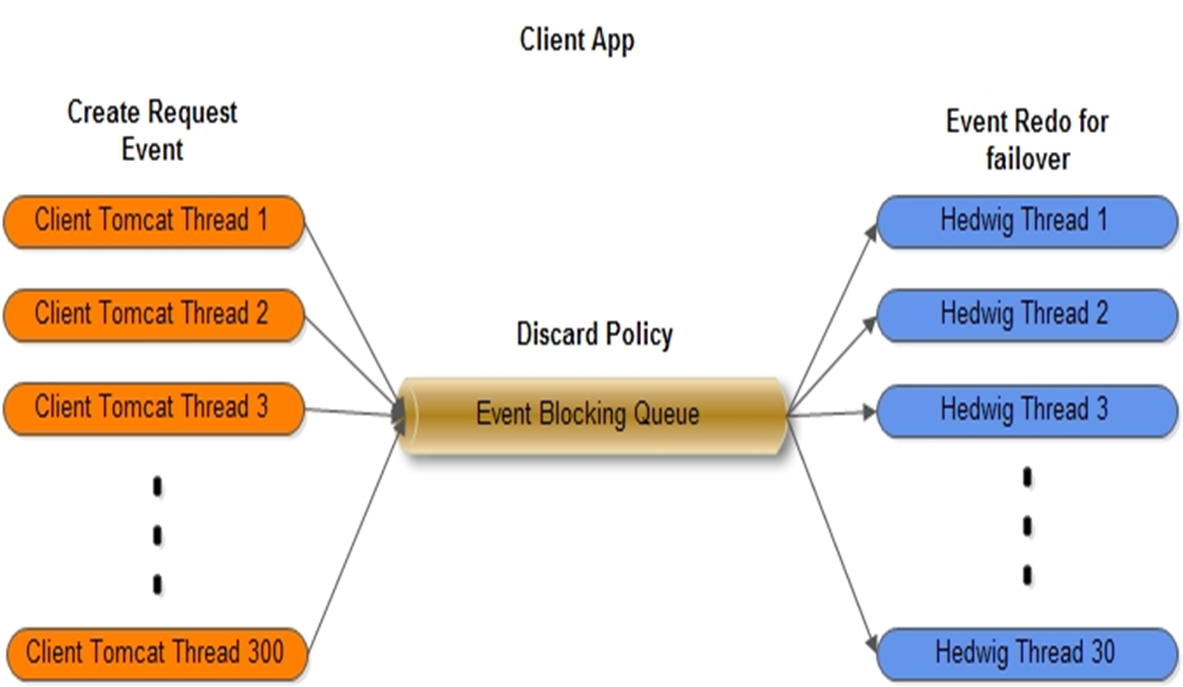 Client App
Create Request
Event
Event Redo for
failover
Client Tomcat Thread 1
Hedwig Thread 1
Client Tomcat Thread 2
Hedwig Thread 2
Discard Policy
Client Tomcat Thread 3
Event Blocking Queue
Hedwig Thread 3
Client Tomcat Thread 300
Hedwig Thread 30